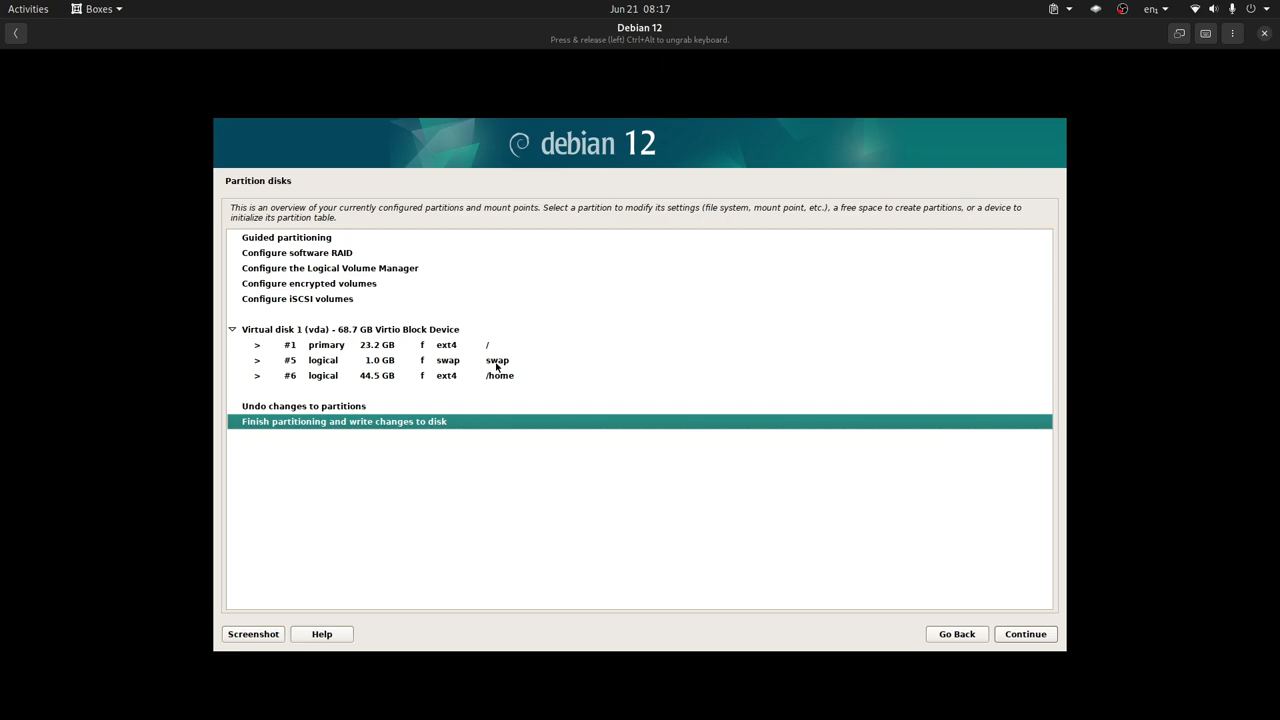 Activities Boxes Jun 21 08:17 en₁
Debian 12
Press & release (left) Ctrl+Alt to ungrab keyboard.
debian 12
Partition disks
This is an overview of your currently configured partitions and mount points. Select a partition to modify its settings (file system, mount point, etc.), a free space to create partitions, or a device to
initialize its partition table.
Guided partitioning
Configure software RAID
Configure the Logical Volume Manager
Configure encrypted volumes
Configure iSCSI volumes
Virtual disk 1 (vda) - 68.7 GB Virtio Block Device
> #1 primary 23.2 GB f ext4 /
> #5 logical 1.0 GB f swap swap
> #6 logical 44.5 GB f ext4 /home
Undo changes to partitions
Finish partitioning and write changes to disk
Screenshot Help Go Back Continue